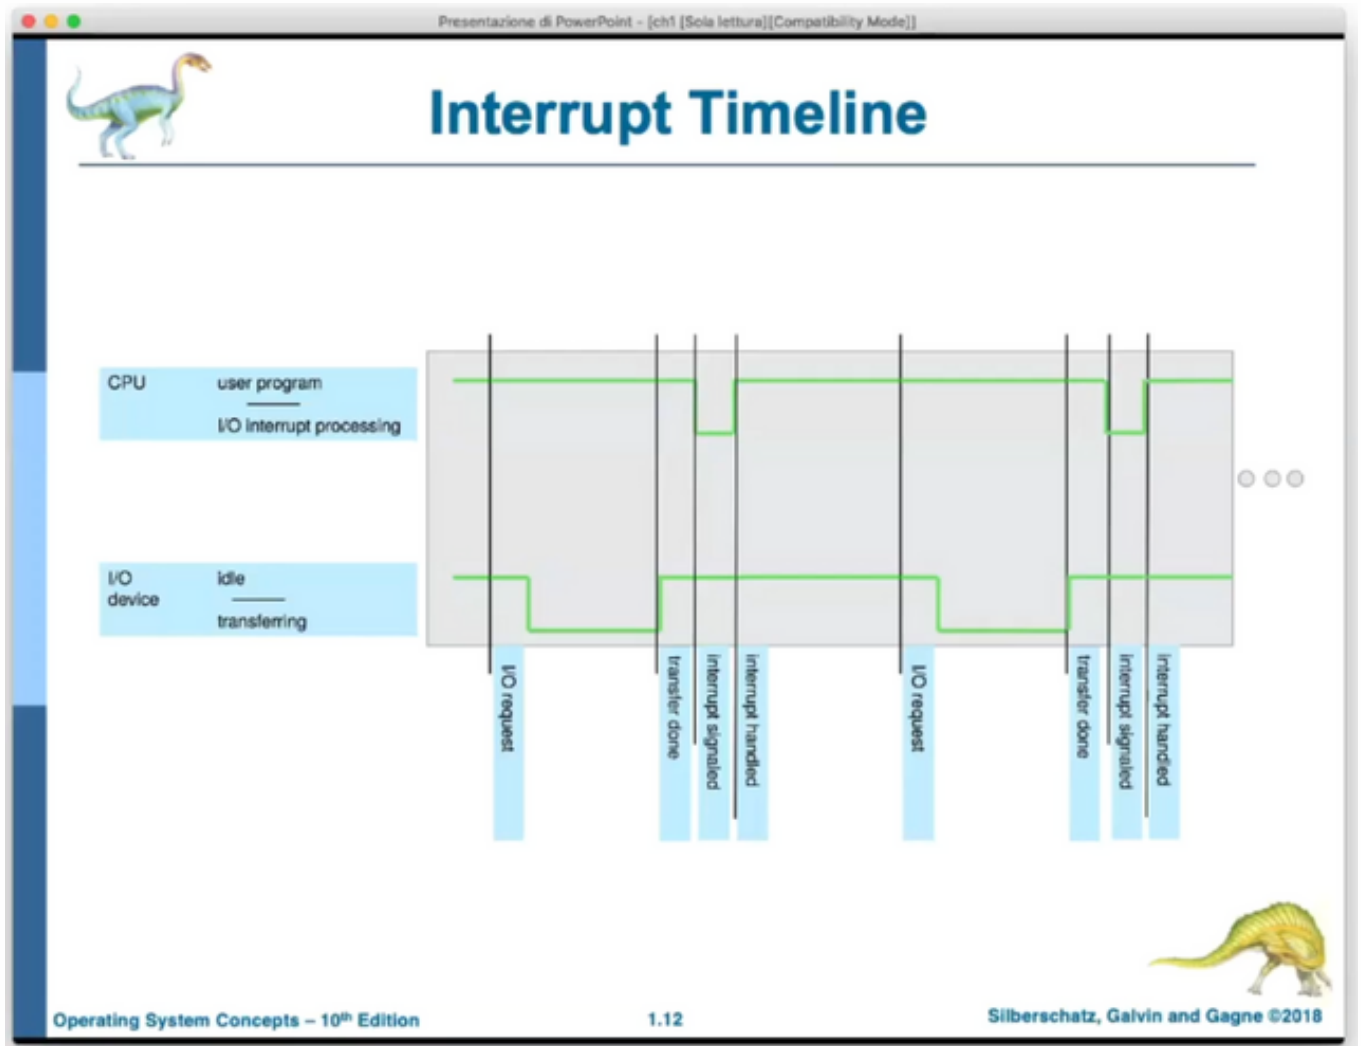 Presentazione di PowerPoint - [ch1 [Sola lettura][Compatibility Mode]]
Interrupt Timeline
CPU user program
I/O interrupt processing
I/O idle
device
transferring
I/O request
transfer done
interrupt signaled
interrupt handled
I/O request
transfer done
interrupt signaled
interrupt handled
Operating System Concepts – 10th Edition
1.12
Silberschatz, Galvin and Gagne ©2018